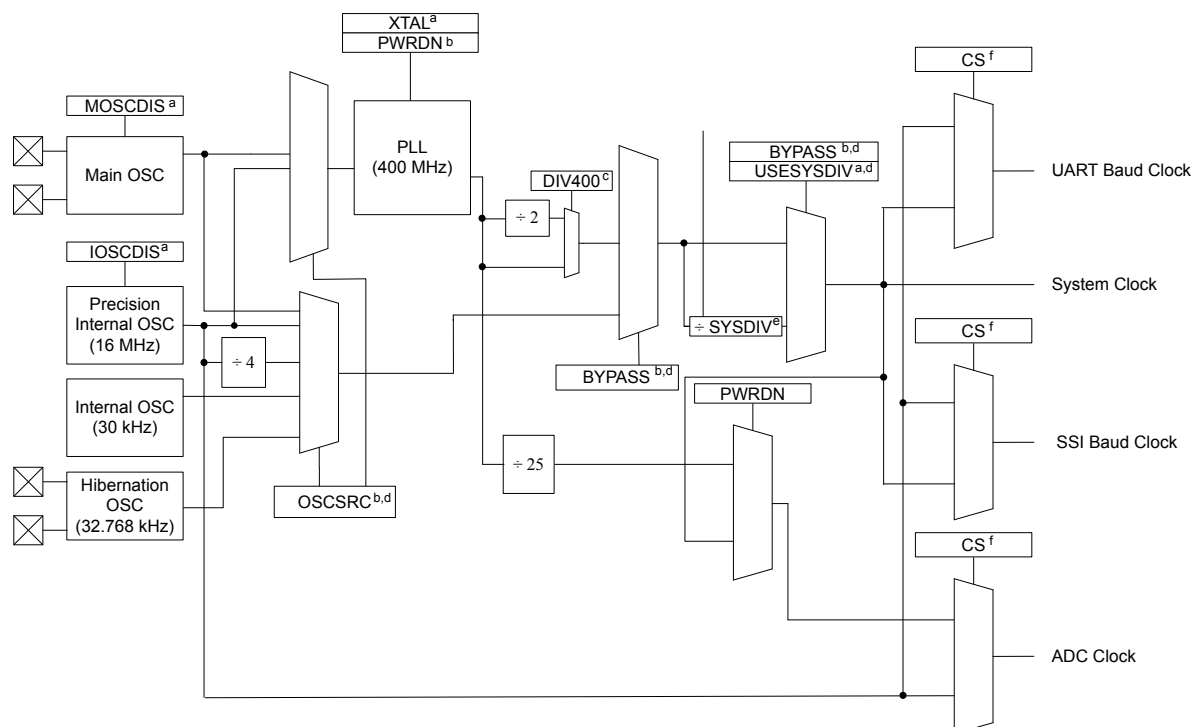 XTAL a
PWRDN b
CS f
MOSCDIS a
Main OSC
PLL
(400 MHz)
BYPASS b,d
USESYSDIV a,d
UART Baud Clock
DIV400 c
÷ 2
IOSCDIS a
Precision
Internal OSC
(16 MHz)
System Clock
÷ SYSDIV e
÷ 4
CS f
BYPASS b,d
PWRDN
Internal OSC
(30 kHz)
SSI Baud Clock
÷ 25
Hibernation
OSC
(32.768 kHz)
OSCSRC b,d
CS f
ADC Clock